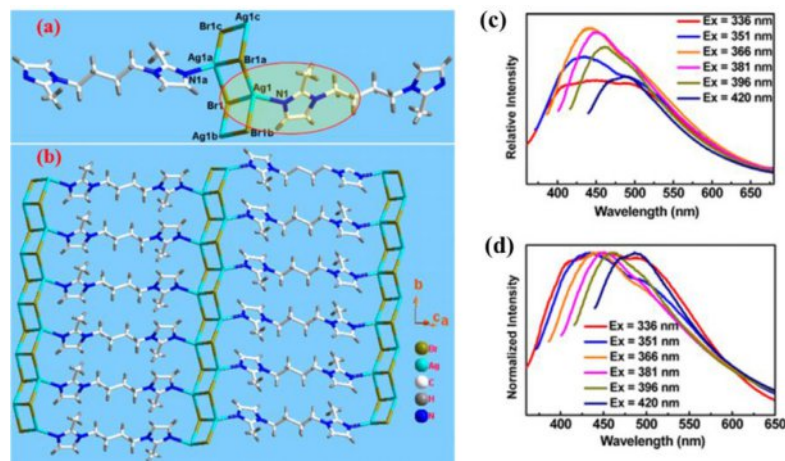 (a)
Ag1c
Br1c
Br1a
Ag1a
N1a
Ag1
N1
Br1
Ag1b
Br1b
(b)
b
c a
Br
Ag
C
H
N
(c)
Ex = 336 nm
Ex = 351 nm
Ex = 366 nm
Ex = 381 nm
Ex = 396 nm
Ex = 420 nm
Relative Intensity
400 450 500 550 600 650
Wavelength (nm)
(d)
Ex = 336 nm
Ex = 351 nm
Ex = 366 nm
Ex = 381 nm
Ex = 396 nm
Ex = 420 nm
Normalized Intensity
400 450 500 550 600 650
Wavelength (nm)